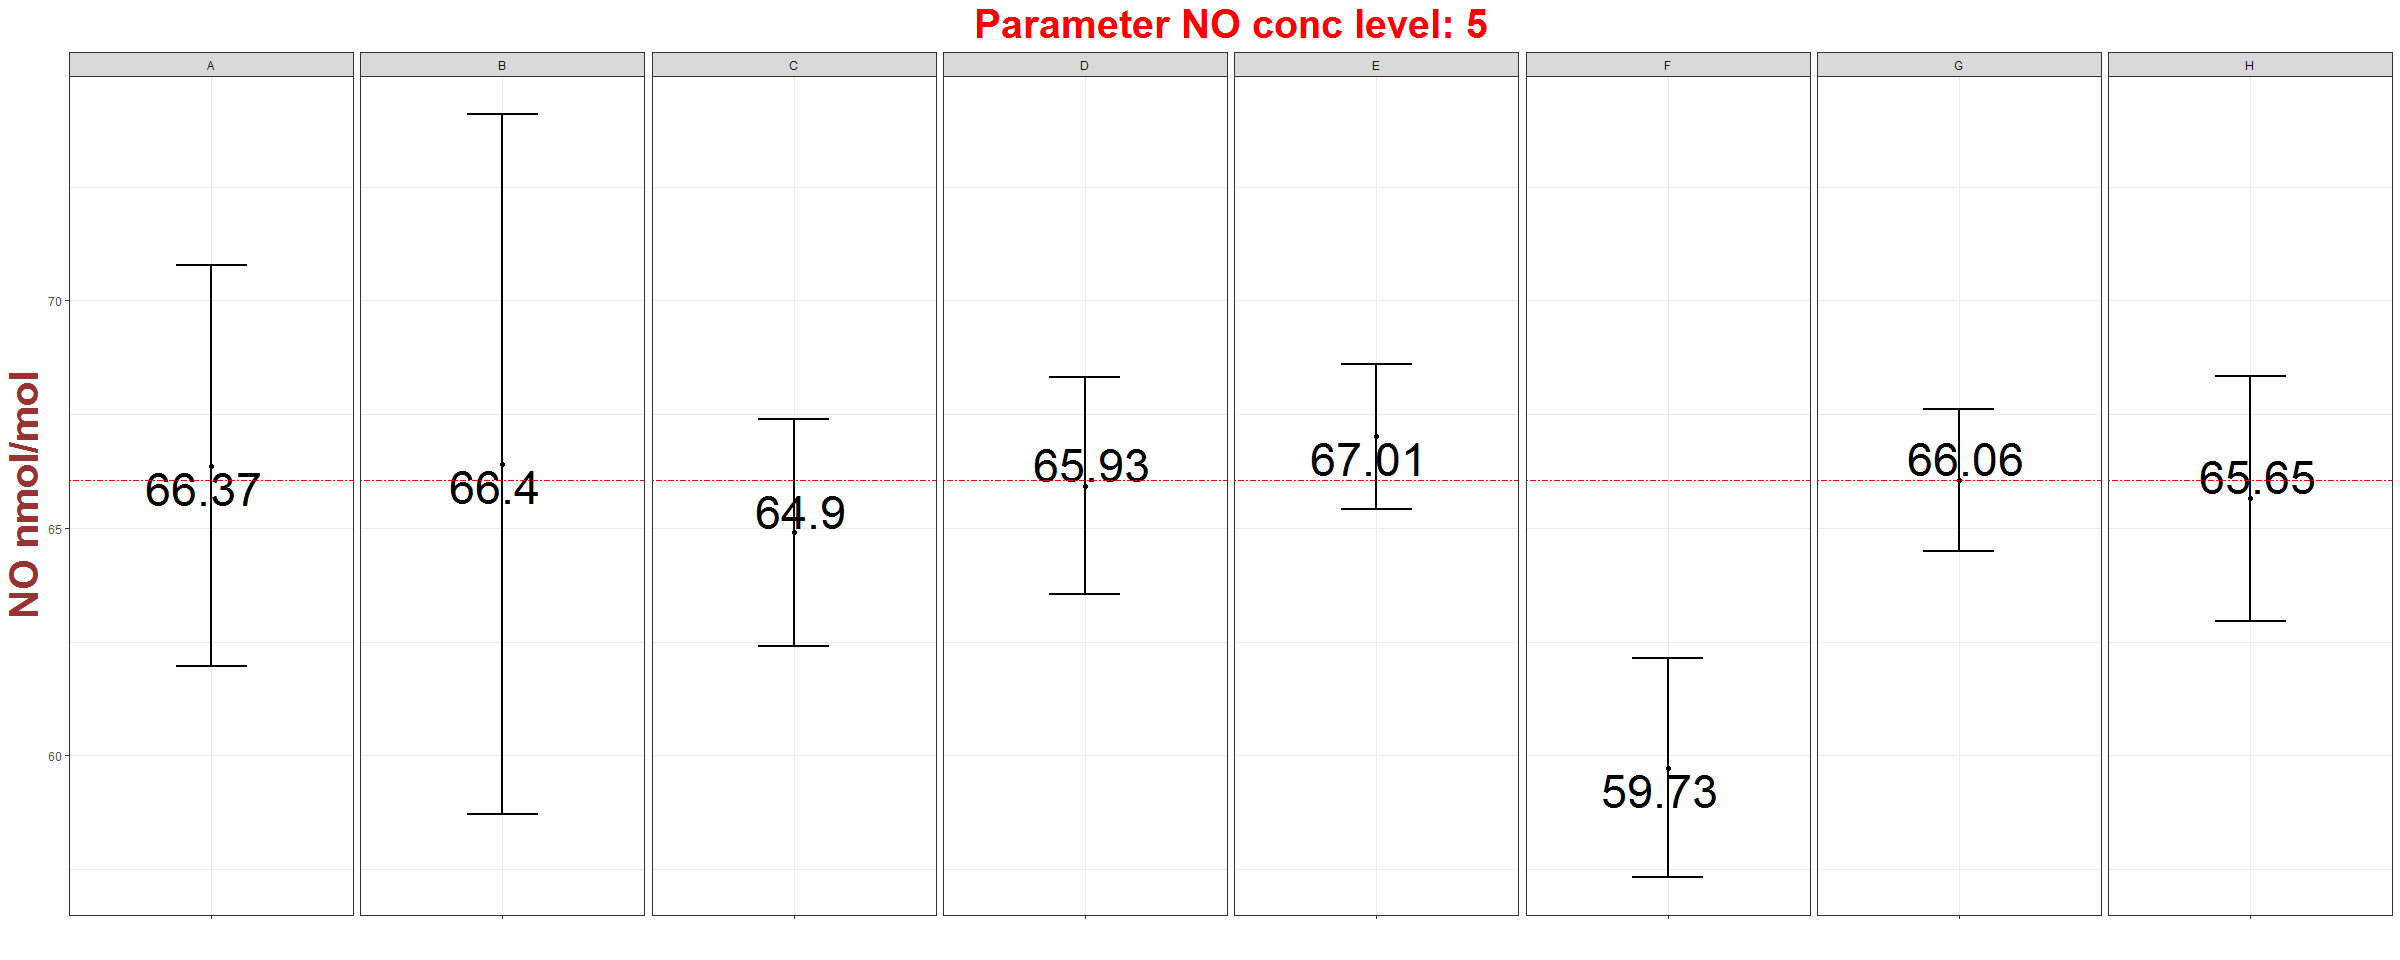 Parameter NO conc level: 5
A B C D E F G H
NO nmol/mol
70
65
60
66.37 66.4 64.9 65.93 67.01 59.73 66.06 65.65